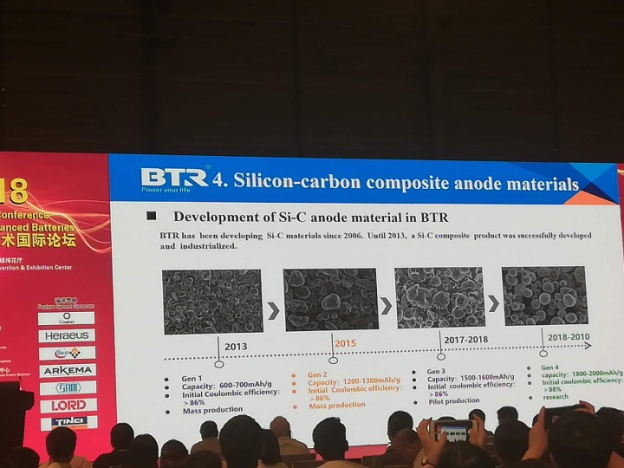 18
Conference
anced Batteries
术国际论坛
vention & Exhibition Center
Heraeus
ARKEMA
LORD
TINCI
BTR
Power your life
4. Silicon-carbon composite anode materials
■ Development of Si-C anode material in BTR
BTR has been developing Si-C materials since 2006. Until 2013, a Si-C composite product was successfully developed
and industrialized.
2013
2015
2017-2018
2018-2010
• Gen 1
• Capacity: 600-700mAh/g
• Initial Coulombic efficiency:
> 86%
• Mass production
• Gen 2
• Capacity: 1200-1300mAh/g
• Initial Coulombic efficiency:
> 86%
• Mass production
• Gen 3
• Capacity: 1500-1600mAh/g
• Initial coulombic efficiency:
> 86%
• Pilot production
• Gen 4
• capacity: 1800-2000mAh/g
• Initial Coulombic efficiency:
> 88%
• research